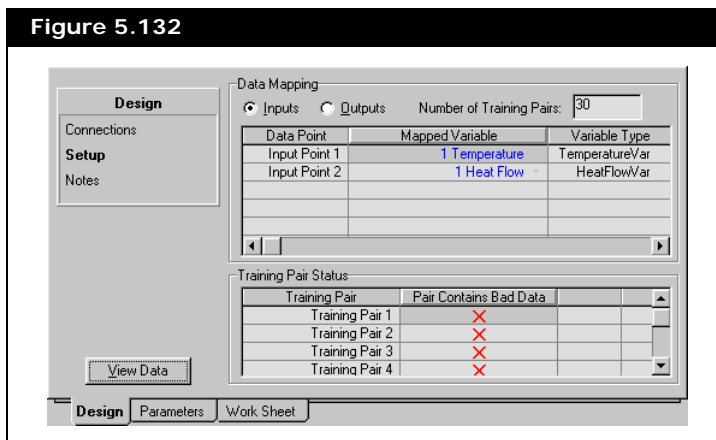 Figure 5.132
Design
Connections
Setup
Notes
View Data
Data Mapping
Inputs Outputs Number of Training Pairs: 30
Data Point Mapped Variable Variable Type
Input Point 1 1 Temperature TemperatureVar
Input Point 2 1 Heat Flow HeatFlowVar
Training Pair Status
Training Pair Pair Contains Bad Data
Training Pair 1
Training Pair 2
Training Pair 3
Training Pair 4
Design Parameters Work Sheet